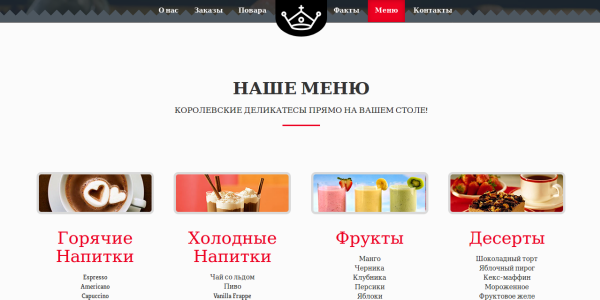 О нас Заказы Повара Факты Меню Контакты
НАШЕ МЕНЮ
КОРОЛЕВСКИЕ ДЕЛИКАТЕСЫ ПРЯМО НА ВАШЕМ СТОЛЕ!
Горячие
Напитки
Espresso
Americano
Capuccino
Холодные
Напитки
Чай со льдом
Пиво
Vanilla Frappe
Фрукты
Манго
Черника
Клубника
Персики
Яблоки
Десерты
Шоколадный торт
Яблочный пирог
Кекс-маффин
Мороженное
Фруктовое желе